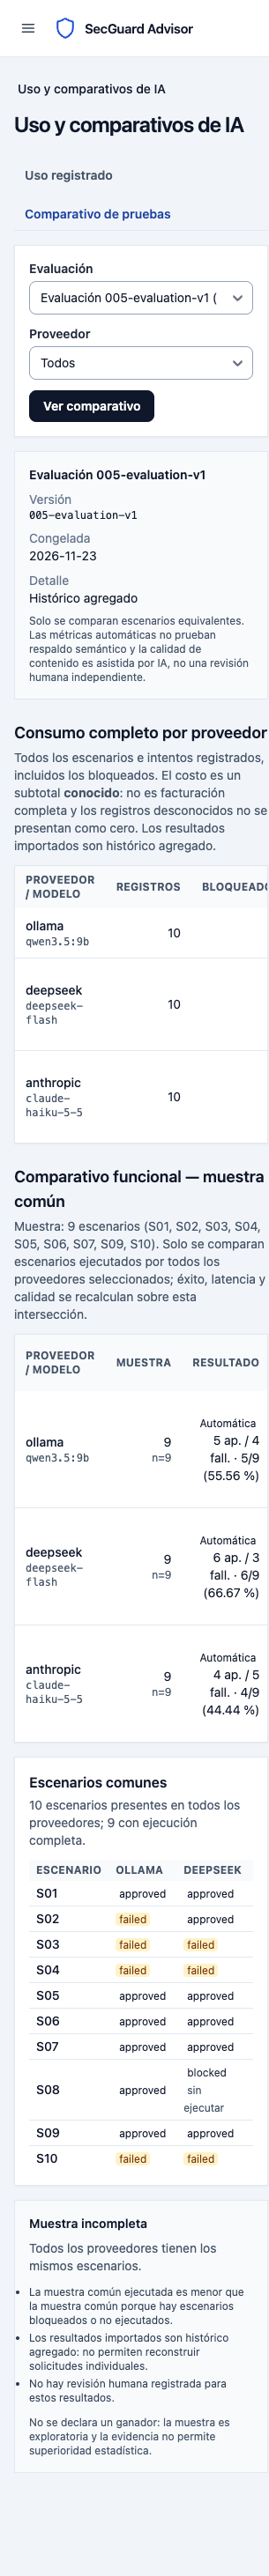 SecGuard Advisor
Uso y comparativos de IA
Uso y comparativos de IA
Uso registrado
Comparativo de pruebas
Evaluación
Evaluación 005-evaluation-v1 (
Proveedor
Todos
Ver comparativo
Evaluación 005-evaluation-v1
Versión
005-evaluation-v1
Congelada
2026-11-23
Detalle
Histórico agregado
Solo se comparan escenarios equivalentes.
Las métricas automáticas no prueban
respaldo semántico y la calidad de
contenido es asistida por IA, no una revisión
humana independiente.
Consumo completo por proveedor
Todos los escenarios e intentos registrados,
incluidos los bloqueados. El costo es un
subtotal conocido: no es facturación
completa y los registros desconocidos no se
presentan como cero. Los resultados
importados son histórico agregado.
PROVEEDOR / MODELO REGISTROS BLOQUEADO
ollama
qwen3.5:9b 10
deepseek
deepseek-
flash 10
anthropic
claude-
haiku-5-5 10
Comparativo funcional — muestra
común
Muestra: 9 escenarios (S01, S02, S03, S04,
S05, S06, S07, S09, S10). Solo se comparan
escenarios ejecutados por todos los
proveedores seleccionados; éxito, latencia y
calidad se recalculan sobre esta
intersección.
PROVEEDOR / MODELO MUESTRA RESULTADO
ollama
qwen3.5:9b
9
n=9
Automática
5 ap. / 4
fall. · 5/9
(55.56 %)
deepseek
deepseek-
flash
9
n=9
Automática
6 ap. / 3
fall. · 6/9
(66.67 %)
anthropic
claude-
haiku-5-5
9
n=9
Automática
4 ap. / 5
fall. · 4/9
(44.44 %)
Escenarios comunes
10 escenarios presentes en todos los
proveedores; 9 con ejecución
completa.
ESCENARIO OLLAMA DEEPSEEK
S01 approved approved
S02 failed approved
S03 failed failed
S04 failed failed
S05 approved approved
S06 approved approved
S07 approved approved
S08 approved blocked
sin
ejecutar
S09 approved approved
S10 failed failed
Muestra incompleta
Todos los proveedores tienen los
mismos escenarios.
• La muestra común ejecutada es menor que
la muestra común porque hay escenarios
bloqueados o no ejecutados.
• Los resultados importados son histórico
agregado: no permiten reconstruir
solicitudes individuales.
• No hay revisión humana registrada para
estos resultados.
No se declara un ganador: la muestra es
exploratoria y la evidencia no permite
superioridad estadística.